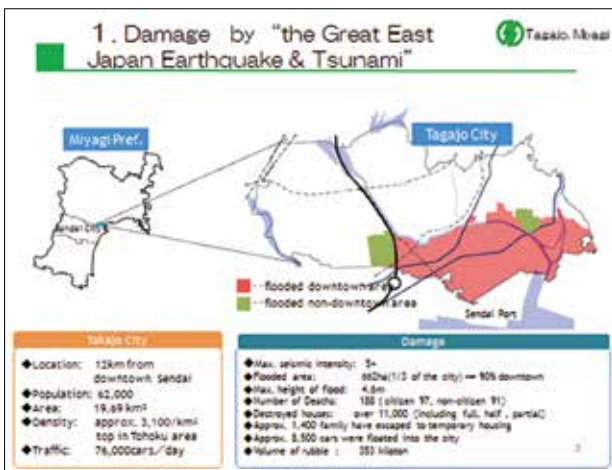 1. Damage by "the Great East
Japan Earthquake & Tsunami"
Tagajo, Miyagi
Miyagi Pref.
Tagajo City
Sendai City
･･･flooded downtown area
･･･flooded non-downtown area
Sendai Port
Takajo City
◆Location: 12km from
downtown Sendai
◆Population: 62,000
◆Area: 19.69 km²
◆Density: approx. 3,100/km²
top in Tohoku area
◆Traffic: 76,000cars/day
Damage
◆Max. seismic intensity: 5+
◆Flooded area: 662ha(1/3 of the city) 90% downtown
◆Max. height of flood: 4.6m
◆Number of Deaths: 188 (citizen 97, non-citizen 91)
◆Destroyed houses: over 11,000 (including full, half, partial)
◆Approx. 1,400 family have escaped to temporary housing
◆Approx. 3,500 cars were floated into the city
◆Volume of rubble: 353 kiloton
3